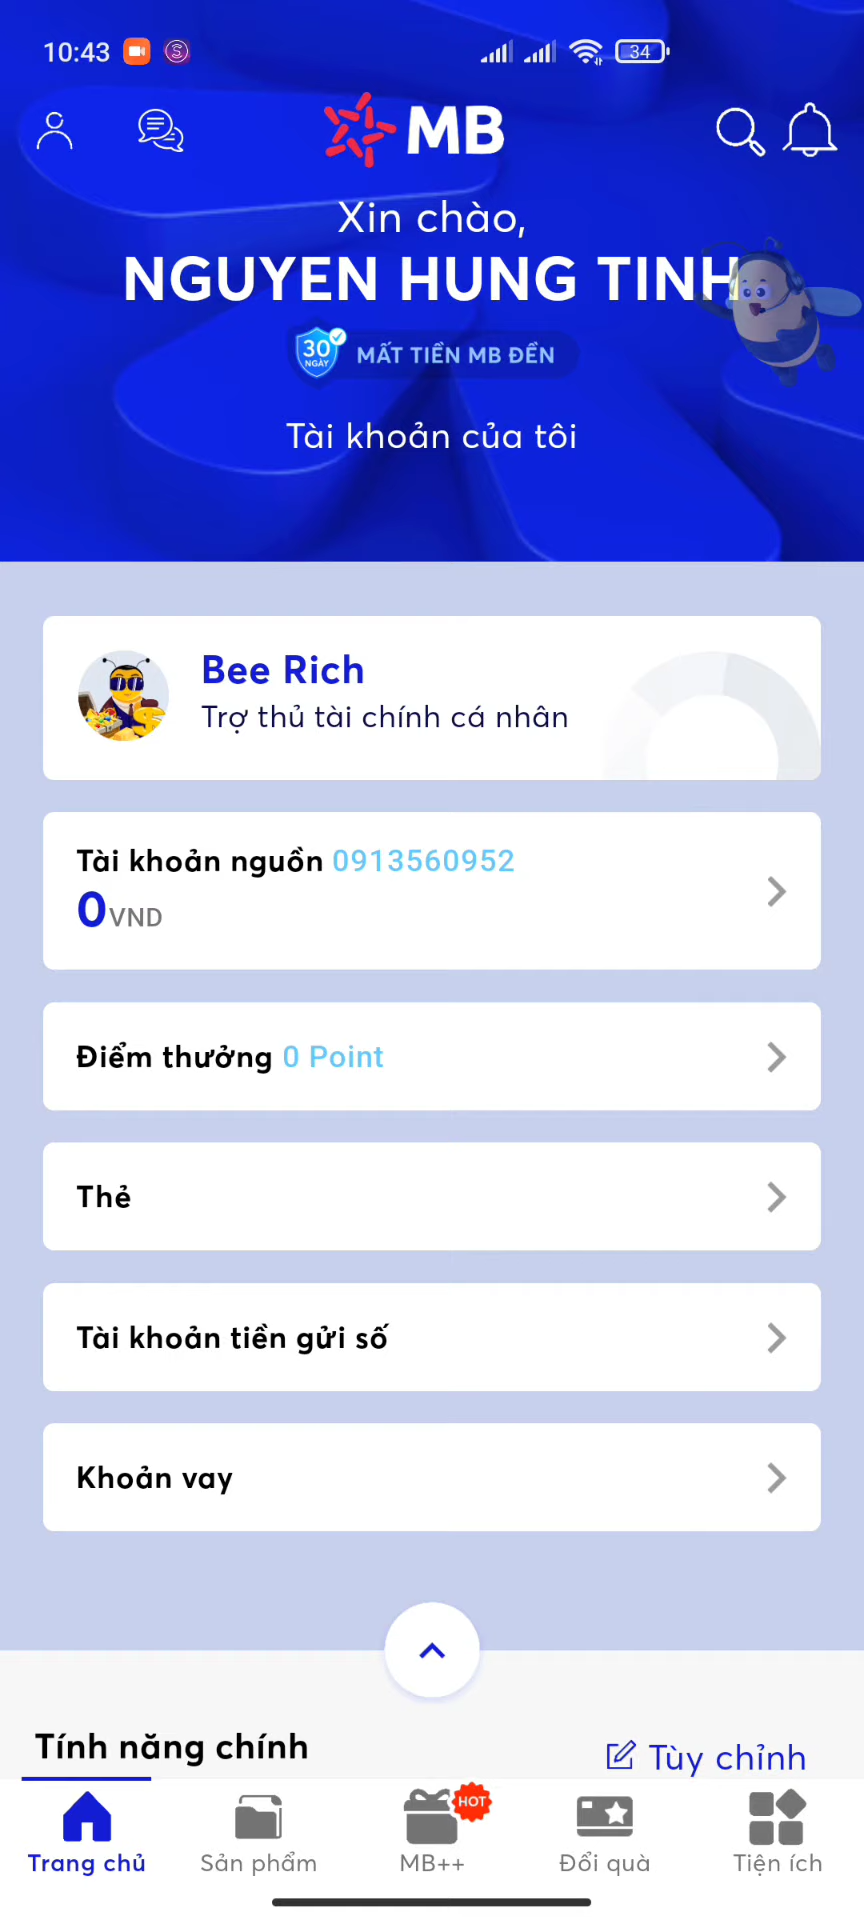 10:43
34
MB
Xin chào,
NGUYEN HUNG TINH
30 NGÀY
MẤT TIỀN MB ĐỀN
Tài khoản của tôi
Bee Rich
Trợ thủ tài chính cá nhân
Tài khoản nguồn 0913560952
0 VND
Điểm thưởng 0 Point
Thẻ
Tài khoản tiền gửi số
Khoản vay
Tính năng chính
Tùy chỉnh
HOT
Trang chủ
Sản phẩm
MB++
Đổi quà
Tiện ích